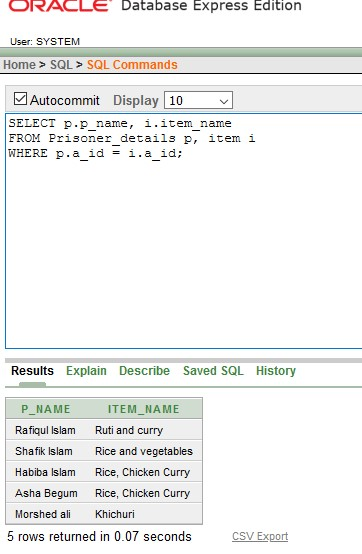 ORACLE Database Express Edition
User: SYSTEM
Home > SQL > SQL Commands
Autocommit Display 10
SELECT p.p_name, i.item_name
FROM Prisoner_details p, item i
WHERE p.a_id = i.a_id;
Results Explain Describe Saved SQL History
P_NAME ITEM_NAME
Rafiqul Islam Ruti and curry
Shafik Islam Rice and vegetables
Habiba Islam Rice, Chicken Curry
Asha Begum Rice, Chicken Curry
Morshed ali Khichuri
5 rows returned in 0.07 seconds CSV Export